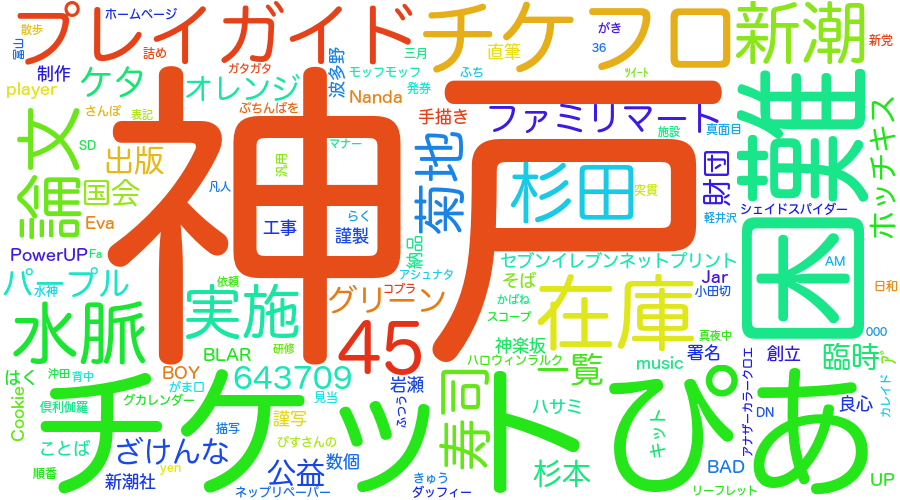 プレイガイド
チケフロ
新潮
ホームページ
散歩
富山
詰め
三月
直筆
がき
36
新党
制作
ケタ
オレンジ
ガタガタ
波多野
モッフモッフ
ふち
ﾂｲｰﾄ
player
Nanda
発券
さんぽ
表記
ぷちんばを
手描き
ファミリマート
施設
真面目
論文
SD
出版
神戸
マナー
汎用
菊地
杉田
突貫
財団
困難
ホッチキス
国会
凡人
Eva
工事
らく
謹製
軽井沢
シェイドスパイダー
PowerUP
Fa
納品
セブンイレブンネットプリント
AM
パープル
水神
依頼
アシュナタ
コブラ
そば
Jar
小田切
日和
水脈
実施
グリーン
かばね
スコープ
在庫
真夜中
000
45
神楽坂
BLAR
研修
ハロウィンラルク
一覧
music
署名
創立
臨時
はく
沖田
背中
BOY
がま口
643709
見当
岩瀬
ふつう
寿司
チケットぴあ
アナザーカラークロエ
カレイド
Cookie
倶利伽羅
グカレンダー
謹写
描写
ハサミ
キット
DN
良心
ことば
ざけんな
ぴすさんの
順番
新潮社
yen
公益
数個
きゅう
杉本
BAD
UP
ネップリペーパー
ダッフィー
リーフレット